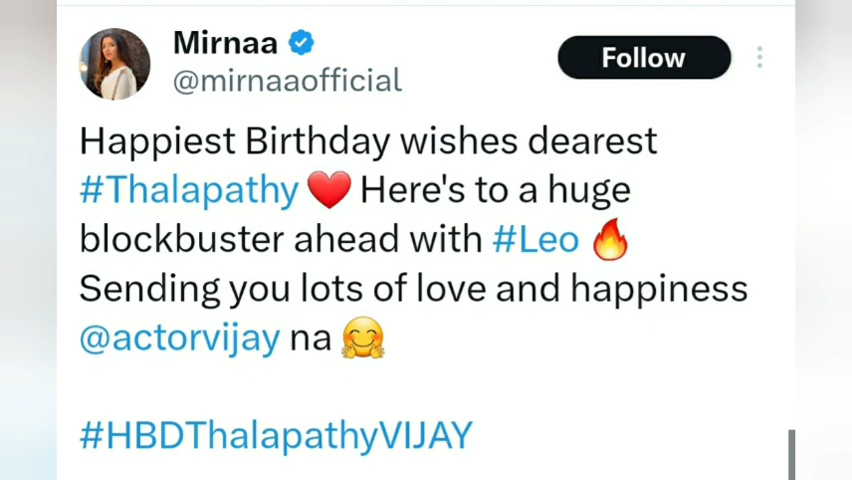 Mirnaa
@mirnaaofficial
Follow
Happiest Birthday wishes dearest
#Thalapathy ❤️ Here's to a huge
blockbuster ahead with #Leo 🔥
Sending you lots of love and happiness
@actorvijay na 🤗
#HBDThalapathyVIJAY